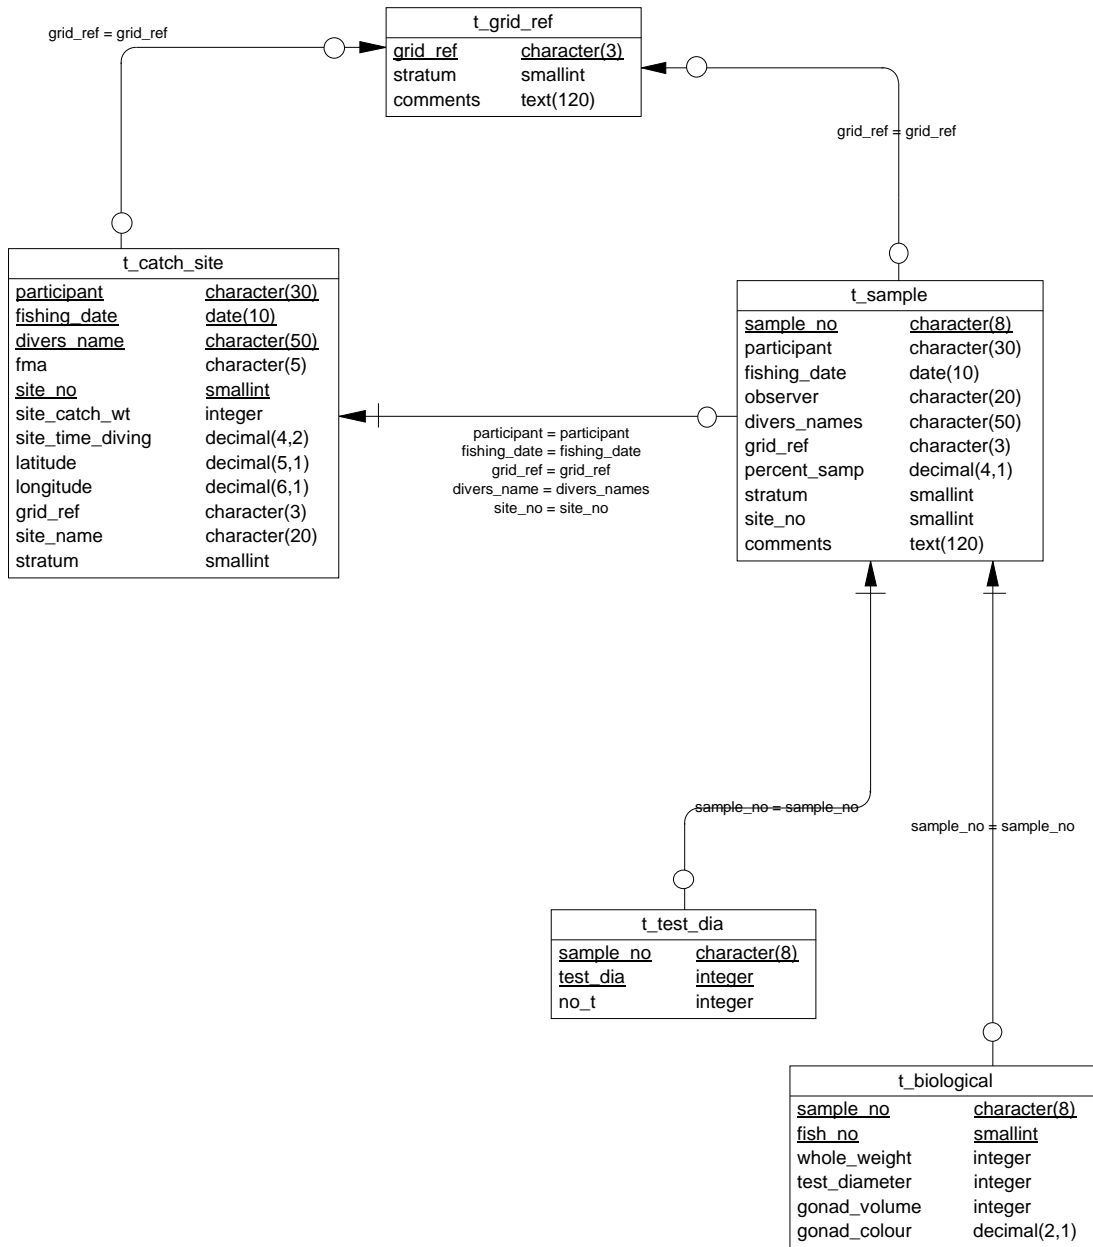 grid_ref = grid_ref
t_grid_ref
grid_ref character(3)
stratum smallint
comments text(120)
grid_ref = grid_ref
t_catch_site
participant character(30)
fishing_date date(10)
divers_name character(50)
fma character(5)
site_no smallint
site_catch_wt integer
site_time_diving decimal(4,2)
latitude decimal(5,1)
longitude decimal(6,1)
grid_ref character(3)
site_name character(20)
stratum smallint
participant = participant
fishing_date = fishing_date
grid_ref = grid_ref
divers_name = divers_names
site_no = site_no
t_sample
sample_no character(8)
participant character(30)
fishing_date date(10)
observer character(20)
divers_names character(50)
grid_ref character(3)
percent_samp decimal(4,1)
stratum smallint
site_no smallint
comments text(120)
sample_no = sample_no
sample_no = sample_no
t_test_dia
sample_no character(8)
test_dia integer
no_t integer
t_biological
sample_no character(8)
fish_no smallint
whole_weight integer
test_diameter integer
gonad_volume integer
gonad_colour decimal(2,1)